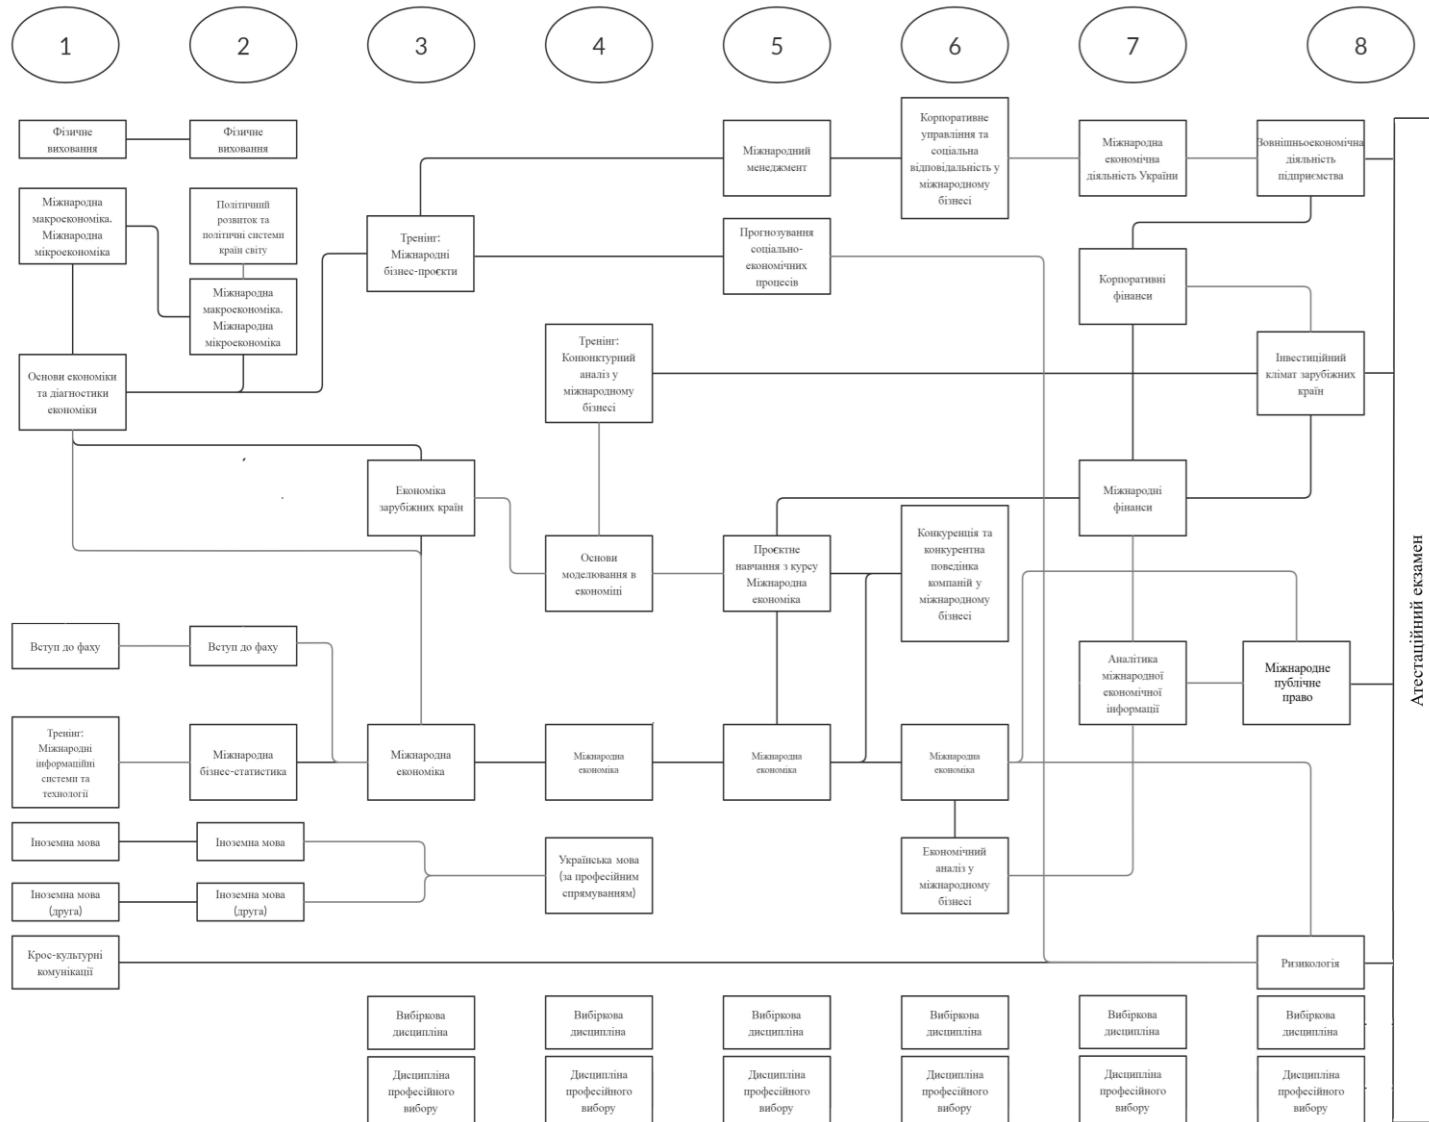 1
2
3
4
5
6
7
8
Фізичне
виховання
Фізичне
виховання
Міжнародний
менеджмент
Корпоративне
управління та
соціальна
відповідальність у
міжнародному
бізнесі
Міжнародна
економічна
діяльність України
Зовнішньоекономічна
діяльність
підприємства
Міжнародна
макроекономіка.
Міжнародна
мікроекономіка
Політичний
розвиток та
політичні системи
країн світу
Тренінг:
Міжнародні
бізнес-проєкти
Прогнозування
соціально-
економічних
процесів
Корпоративні
фінанси
Міжнародна
макроекономіка.
Міжнародна
мікроекономіка
Тренінг:
Конюнктурний
аналіз у
міжнародному
бізнесі
Інвестиційний
клімат зарубіжних
країн
Основи економіки
та діагностики
економіки
Економіка
зарубіжних країн
Міжнародні
фінанси
Основи
моделювання в
економіці
Проєктне
навчання з курсу
Міжнародна
економіка
Конкуренція та
конкурентна
поведінка
компаній у
міжнародному
бізнесі
Атестаційний екзамен
Вступ до фаху
Вступ до фаху
Аналітика
міжнародної
економічної
інформації
Міжнародне
публічне
право
Тренінг:
Міжнародні
інформаційні
системи та
технології
Міжнародна
бізнес-статистика
Міжнародна
економіка
Міжнародна
економіка
Міжнародна
економіка
Міжнародна
економіка
Іноземна мова
Іноземна мова
Українська мова
(за професійним
спрямуванням)
Економічний
аналіз у
міжнародному
бізнесі
Іноземна мова
(друга)
Іноземна мова
(друга)
Крос-культурні
комунікації
Ризикологія
Вибіркова
дисципліна
Вибіркова
дисципліна
Вибіркова
дисципліна
Вибіркова
дисципліна
Вибіркова
дисципліна
Вибіркова
дисципліна
Дисципліна
професійного
вибору
Дисципліна
професійного
вибору
Дисципліна
професійного
вибору
Дисципліна
професійного
вибору
Дисципліна
професійного
вибору
Дисципліна
професійного
вибору